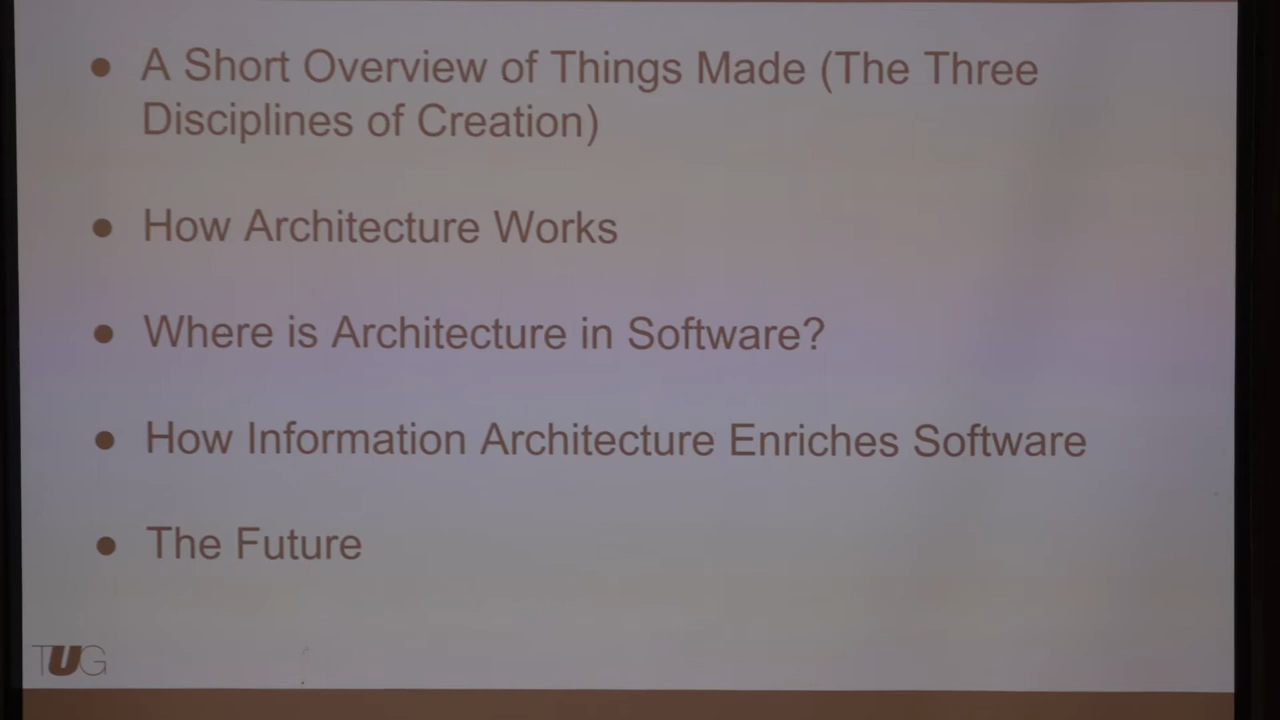 • A Short Overview of Things Made (The Three
Disciplines of Creation)
• How Architecture Works
• Where is Architecture in Software?
• How Information Architecture Enriches Software
• The Future
TUG